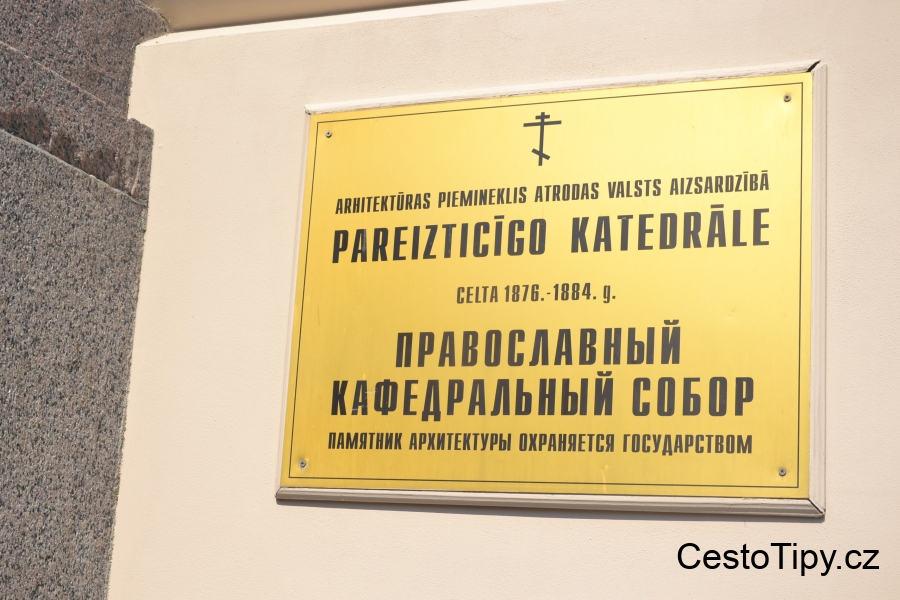 ARHITEKTŪRAS PIEMINEKLIS ATRODAS VALSTS AIZSARDZĪBĀ
PAREIZTICĪGO KATEDRĀLE
CELTA 1876.-1884. g.
ПРАВОСЛАВНЫЙ
КАФЕДРАЛЬНЫЙ СОБОР
ПАМЯТНИК АРХИТЕКТУРЫ ОХРАНЯЕТСЯ ГОСУДАРСТВОМ
CestoTipy.cz